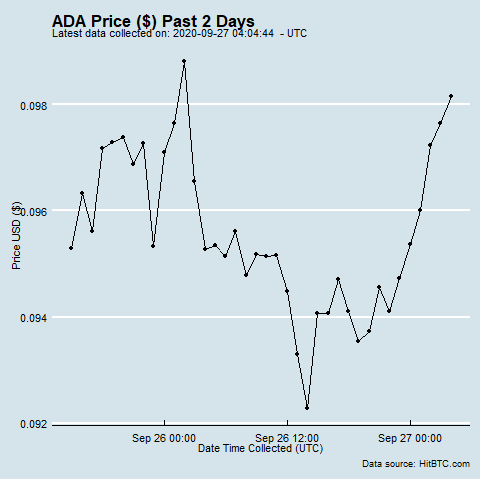 ADA Price ($) Past 2 Days
Latest data collected on: 2020-09-27 04:04:44 - UTC
0.098
0.096
0.094
0.092
Price USD ($)
Sep 26 00:00
Sep 26 12:00
Sep 27 00:00
Date Time Collected (UTC)
Data source: HitBTC.com